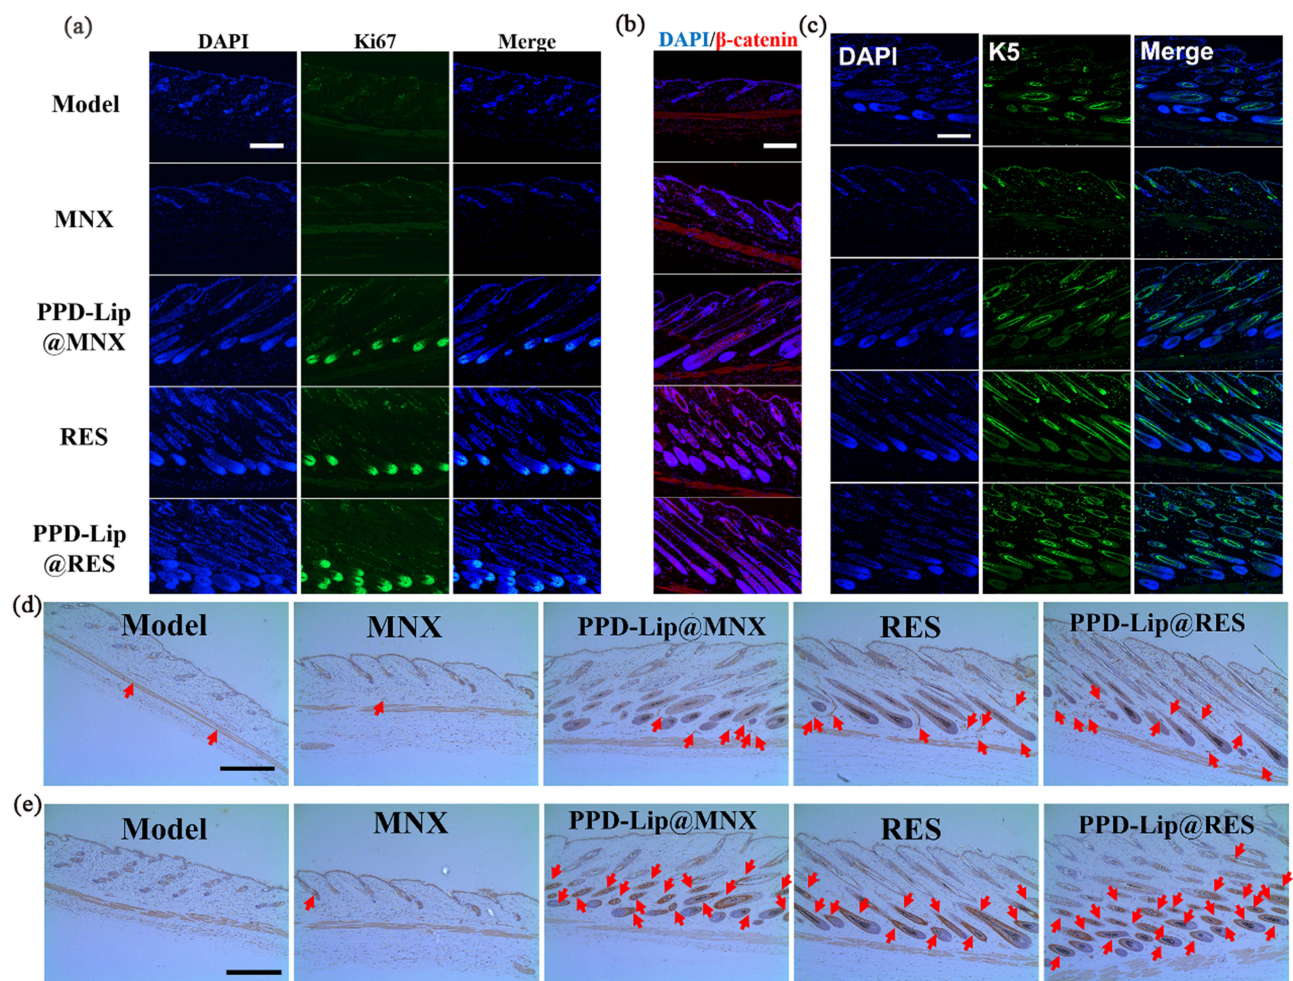 (a)
DAPI Ki67 Merge
(b)
DAPI/β-catenin
(c)
DAPI K5 Merge
Model
MNX
PPD-Lip
@MNX
RES
PPD-Lip
@RES
(d)
Model MNX PPD-Lip@MNX RES PPD-Lip@RES
(e)
Model MNX PPD-Lip@MNX RES PPD-Lip@RES